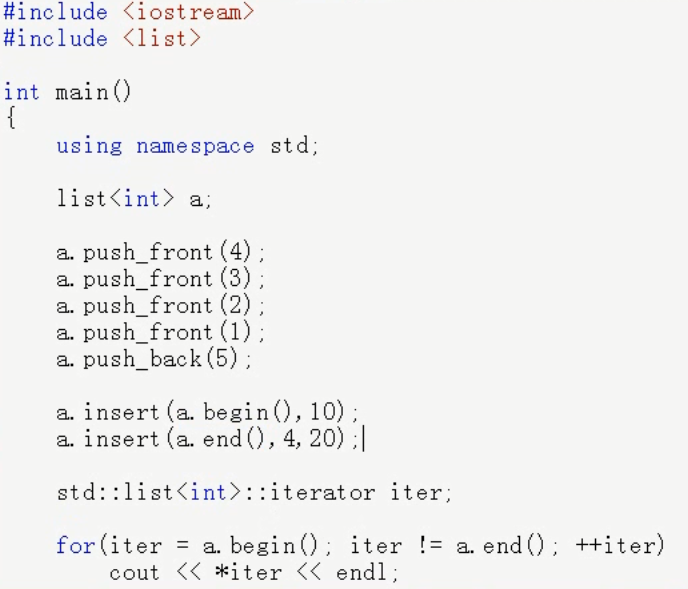 #include <iostream>
#include <list>
int main()
{
using namespace std;
list<int> a;
a.push_front(4);
a.push_front(3);
a.push_front(2);
a.push_front(1);
a.push_back(5);
a.insert(a.begin(),10);
a.insert(a.end(),4,20);
std::list<int>::iterator iter;
for(iter = a.begin(); iter != a.end(); ++iter)
cout << *iter << endl;